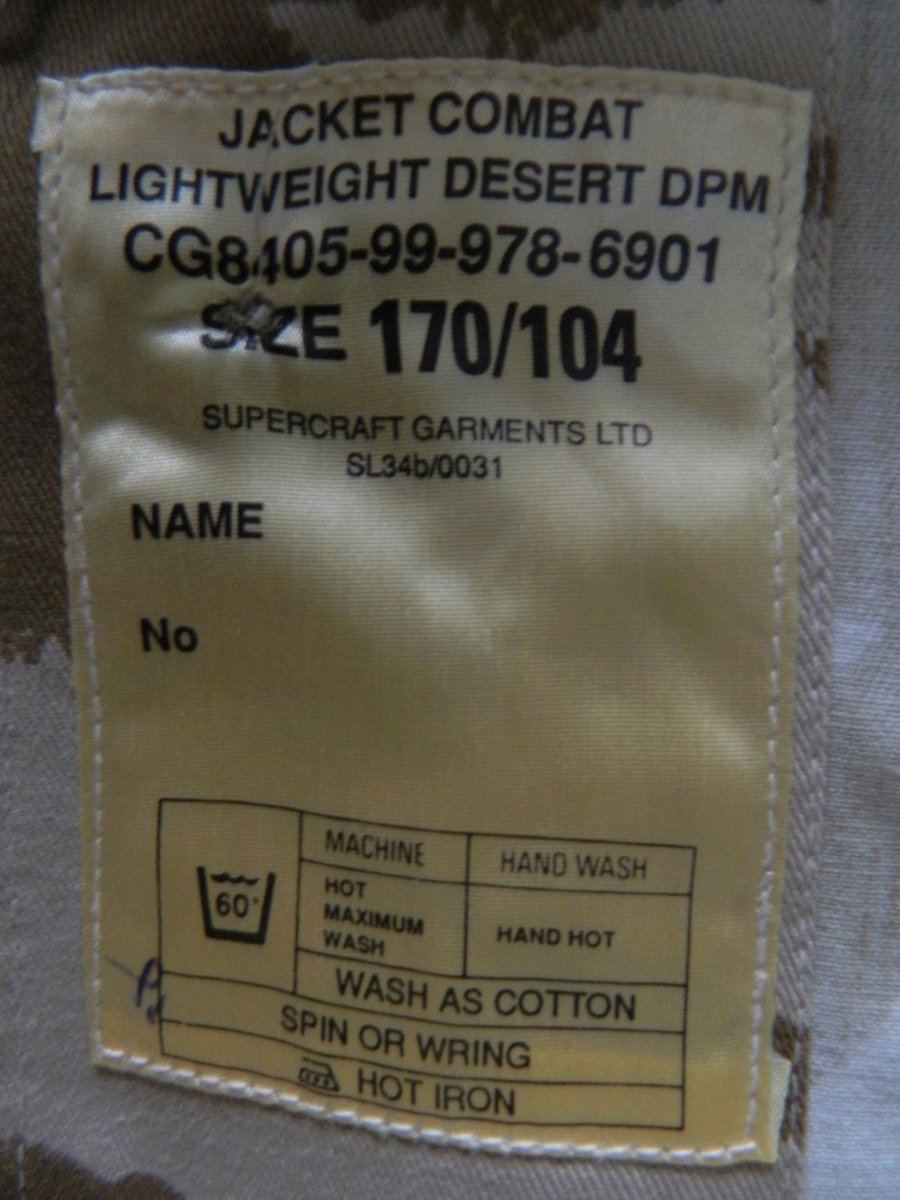 JACKET COMBAT
LIGHTWEIGHT DESERT DPM
CG8405-99-978-6901
SIZE 170/104
SUPERCRAFT GARMENTS LTD
SL34b/0031
NAME
No
60°
MACHINE
HAND WASH
HOT
MAXIMUM
WASH
HAND HOT
WASH AS COTTON
SPIN OR WRING
HOT IRON